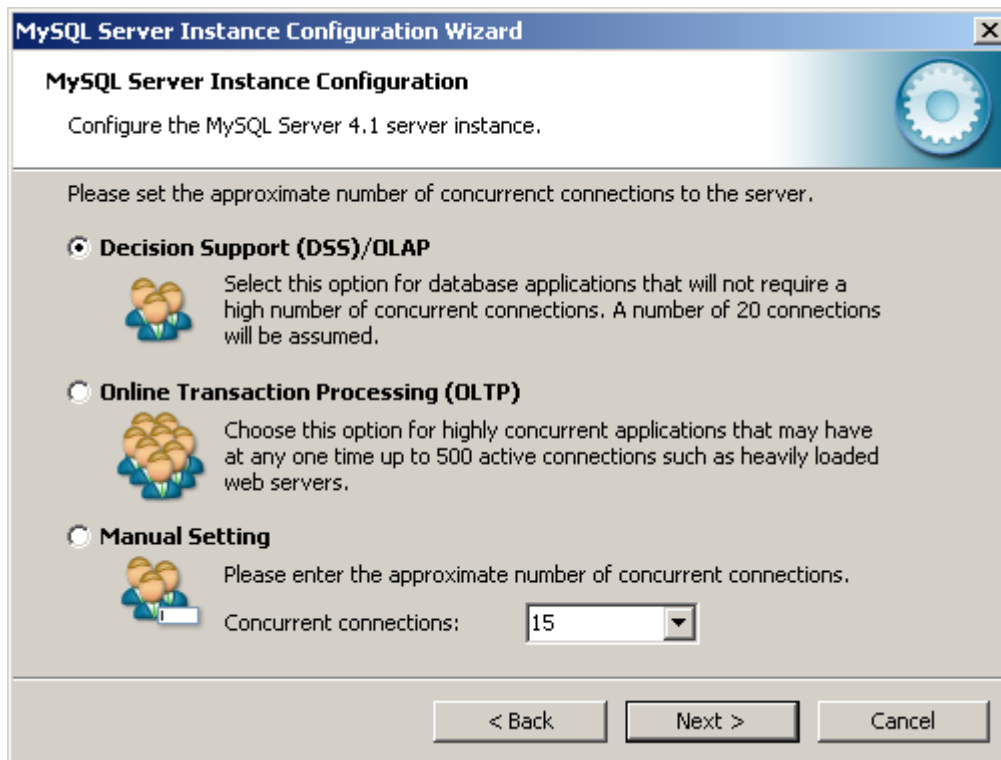 MySQL Server Instance Configuration Wizard
MySQL Server Instance Configuration
Configure the MySQL Server 4.1 server instance.
Please set the approximate number of concurrenct connections to the server.
Decision Support (DSS)/OLAP
Select this option for database applications that will not require a
high number of concurrent connections. A number of 20 connections
will be assumed.
Online Transaction Processing (OLTP)
Choose this option for highly concurrent applications that may have
at any one time up to 500 active connections such as heavily loaded
web servers.
Manual Setting
Please enter the approximate number of concurrent connections.
Concurrent connections: 15
< Back Next > Cancel